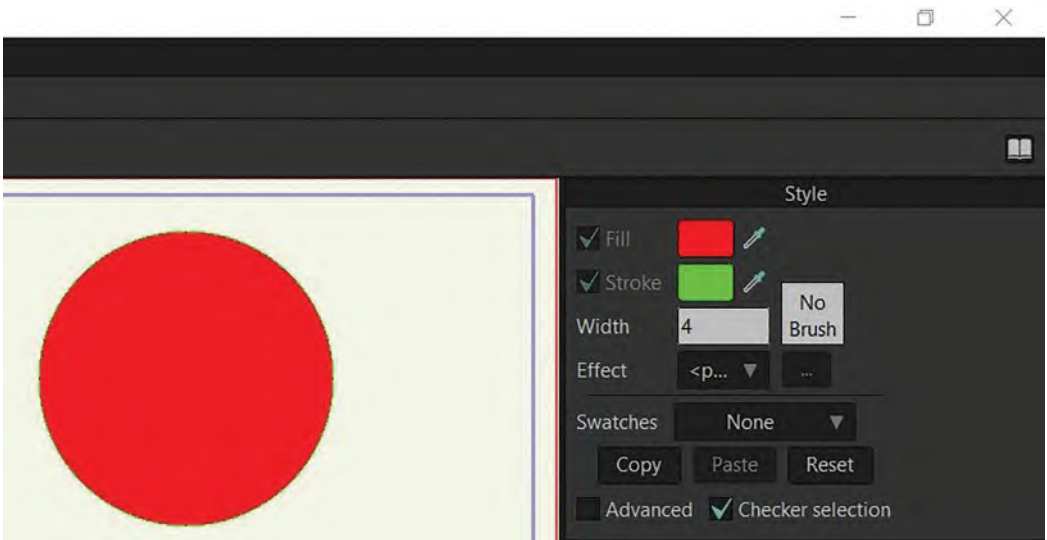 Style
Fill
Stroke
No
Brush
Width 4
Effect <p... ...
Swatches None
Copy Paste Reset
Advanced Checker selection